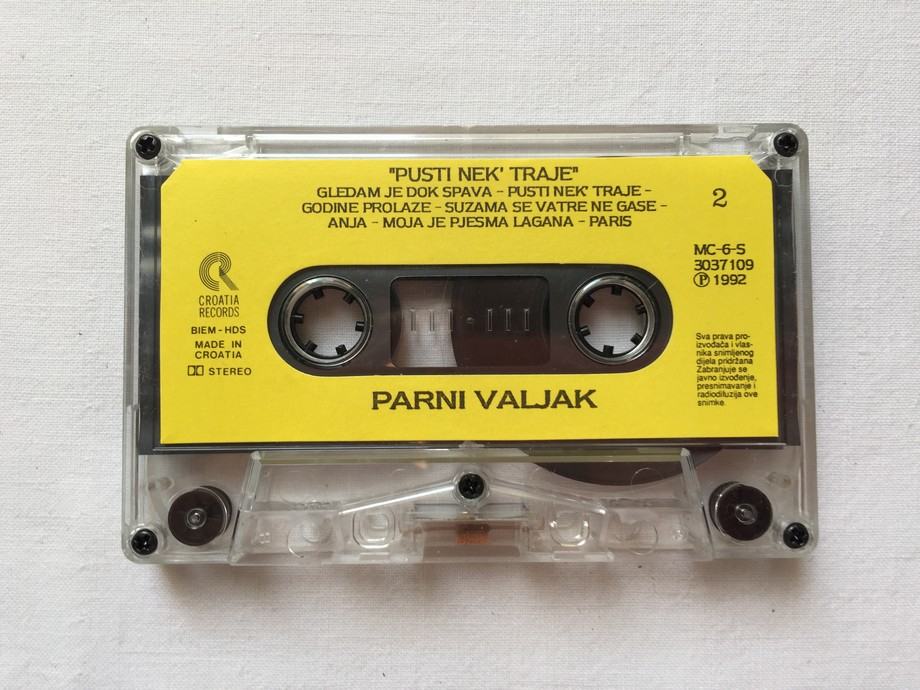 "PUSTI NEK' TRAJE"
GLEDAM JE DOK SPAVA - PUSTI NEK' TRAJE -
GODINE PROLAZE - SUZAMA SE VATRE NE GASE -
ANJA - MOJA JE PJESMA LAGANA - PARIS
2
MC-6-S
3037109
Ⓟ 1992
CROATIA
RECORDS
BIEM - HDS
MADE IN
CROATIA
STEREO
Sva prava pro-
izvođača i vlas-
nika snimljenog
dijela pridržana
Zabranjuje se
javno izvođenje,
presnimavanje i
radiodifuzija ove
snimke.
PARNI VALJAK